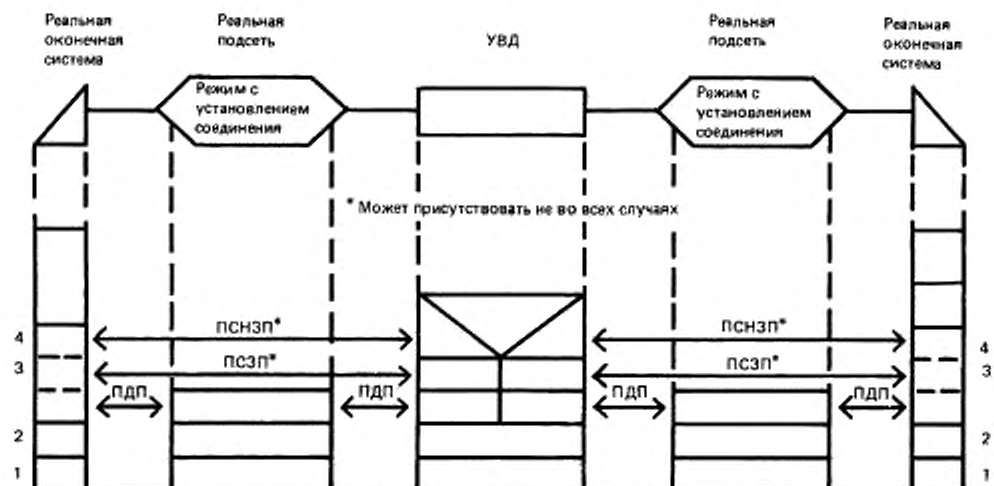 Реальная
оконечная
система
Реальная
подсеть
УВД
Реальная
подсеть
Реальная
оконечная
система
Режим с
установлением
соединения
Режим с
установлением
соединения
* Может присутствовать не во всех случаях
ПСНЗП*
ПСНЗП*
4
4
ПСЗП*
ПСЗП*
3
3
ПДП
ПДП
ПДП
ПДП
2
2
1
1